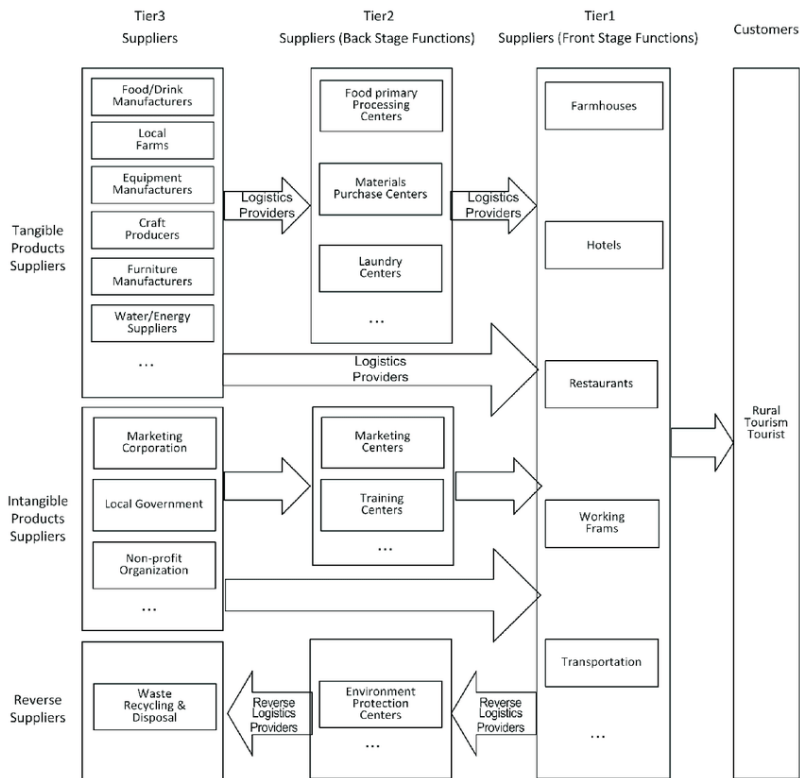 Tier3
Suppliers
Tier2
Suppliers (Back Stage Functions)
Tier1
Suppliers (Front Stage Functions)
Customers
Tangible
Products
Suppliers
Food/Drink
Manufacturers
Local
Farms
Equipment
Manufacturers
Craft
Producers
Furniture
Manufacturers
Water/Energy
Suppliers
...
Logistics
Providers
Food primary
Processing
Centers
Materials
Purchase Centers
Laundry
Centers
...
Logistics
Providers
Logistics
Providers
Farmhouses
Hotels
Restaurants
Working
Frams
Transportation
...
Rural
Tourism
Tourist
Intangible
Products
Suppliers
Marketing
Corporation
Local Government
Non-profit
Organization
...
Marketing
Centers
Training
Centers
...
Reverse
Suppliers
Waste
Recycling &
Disposal
Reverse
Logistics
Providers
Environment
Protection
Centers
...
Reverse
Logistics
Providers